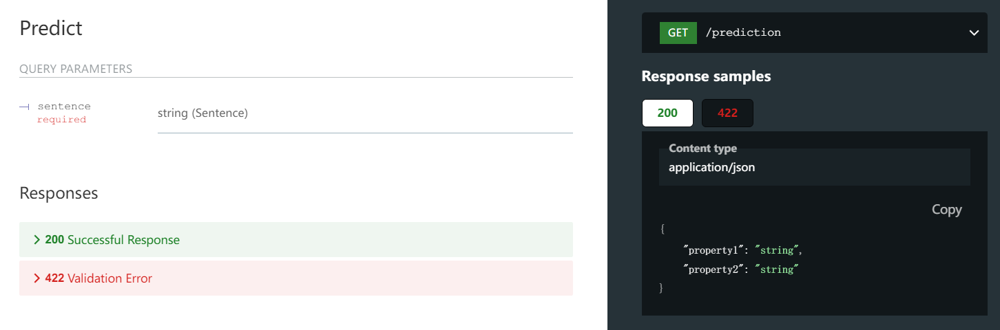 Predict
QUERY PARAMETERS
sentence
required
string (Sentence)
Responses
200 Successful Response
422 Validation Error
GET /prediction
Response samples
200 422
Content type
application/json
Copy
{
"property1": "string",
"property2": "string"
}